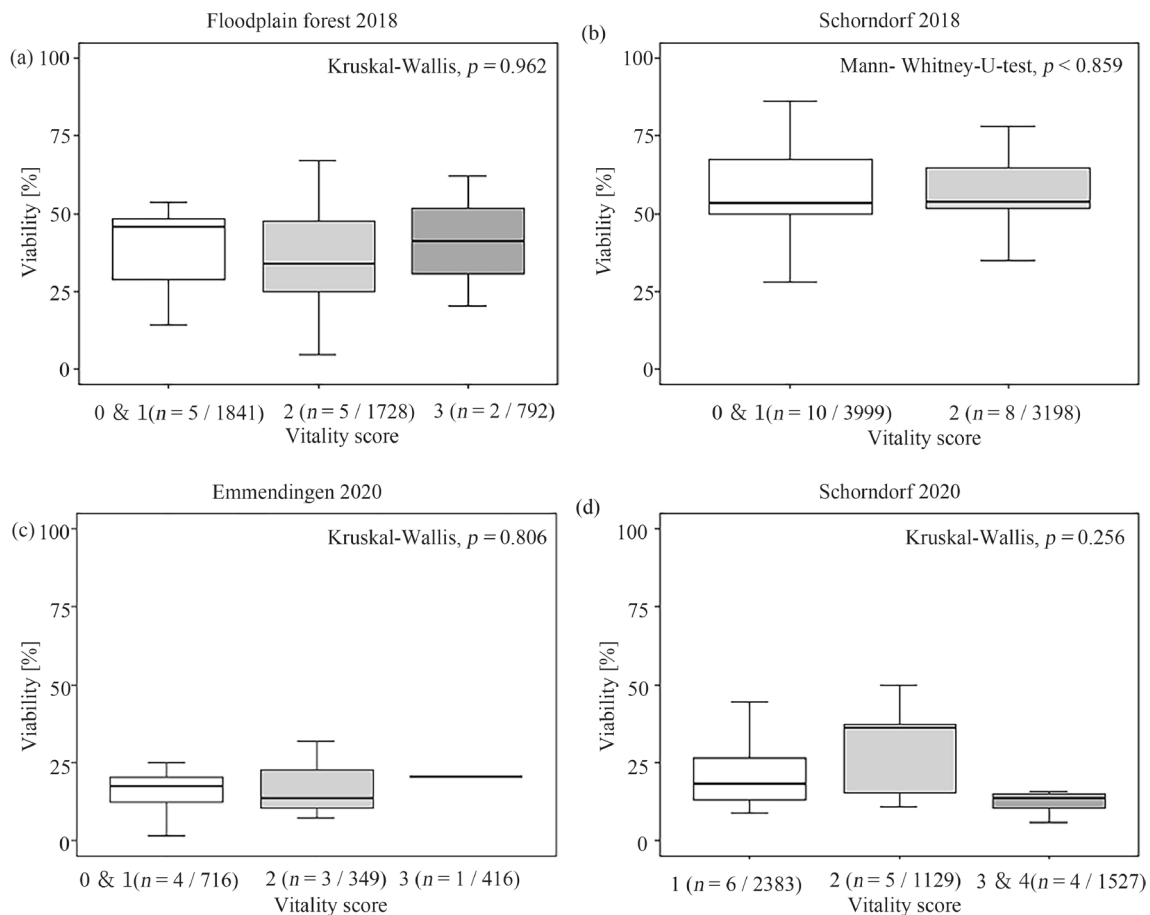 Floodplain forest 2018
(a)
Kruskal-Wallis, p = 0.962
100
75
50
25
0
Viability [%]
0 & 1(n = 5 / 1841) 2 (n = 5 / 1728) 3 (n = 2 / 792)
Vitality score
Schorndorf 2018
(b)
Mann- Whitney-U-test, p < 0.859
100
75
50
25
0
Viability [%]
0 & 1(n = 10 / 3999) 2 (n = 8 / 3198)
Vitality score
Emmendingen 2020
(c)
Kruskal-Wallis, p = 0.806
100
75
50
25
0
Viability [%]
0 & 1(n = 4 / 716) 2 (n = 3 / 349) 3 (n = 1 / 416)
Vitality score
Schorndorf 2020
(d)
Kruskal-Wallis, p = 0.256
100
75
50
25
0
Viability [%]
1 (n = 6 / 2383) 2 (n = 5 / 1129) 3 & 4(n = 4 / 1527)
Vitality score